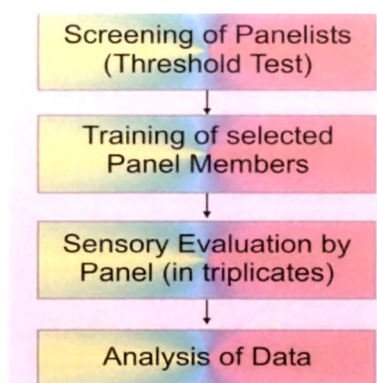 Screening of Panelists
(Threshold Test)
Training of selected
Panel Members
Sensory Evaluation by
Panel (in triplicates)
Analysis of Data